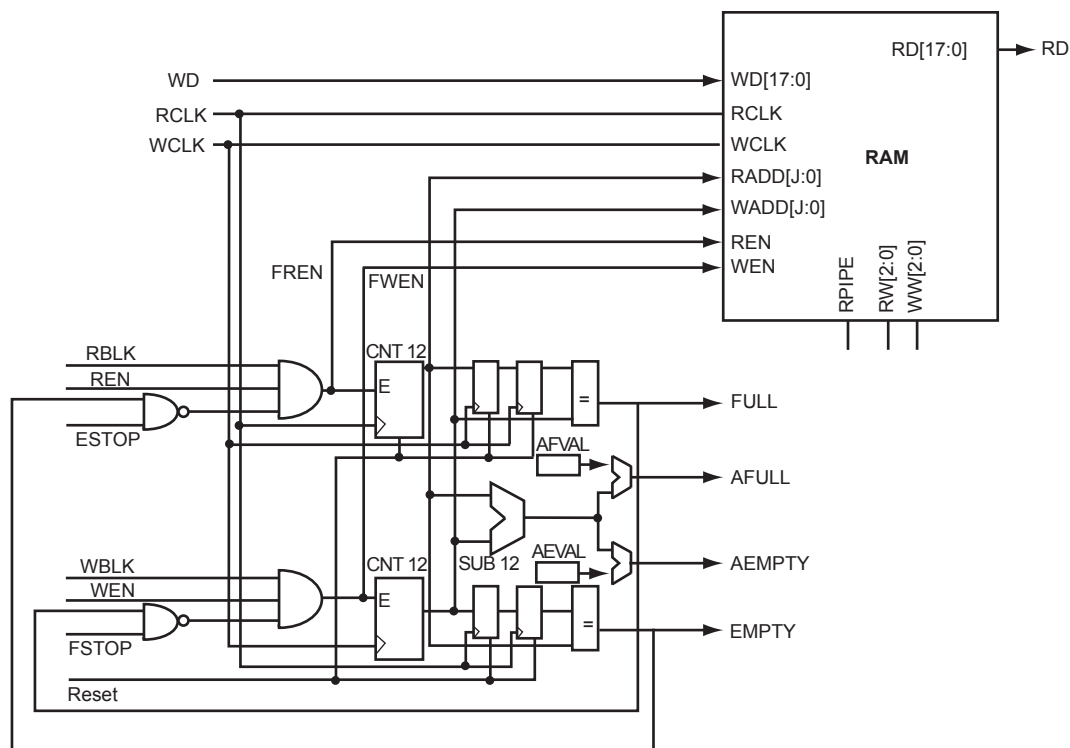 RD[17:0]
RD
WD
WD[17:0]
RCLK
RCLK
WCLK
WCLK
RAM
RADD[J:0]
WADD[J:0]
REN
FREN
FWEN
WEN
RPIPE
RW[2:0]
WW[2:0]
RBLK
CNT 12
REN
E
=
FULL
ESTOP
AFVAL
AFULL
SUB 12
CNT 12
AEVAL
AEMPTY
WBLK
WEN
E
=
EMPTY
FSTOP
Reset